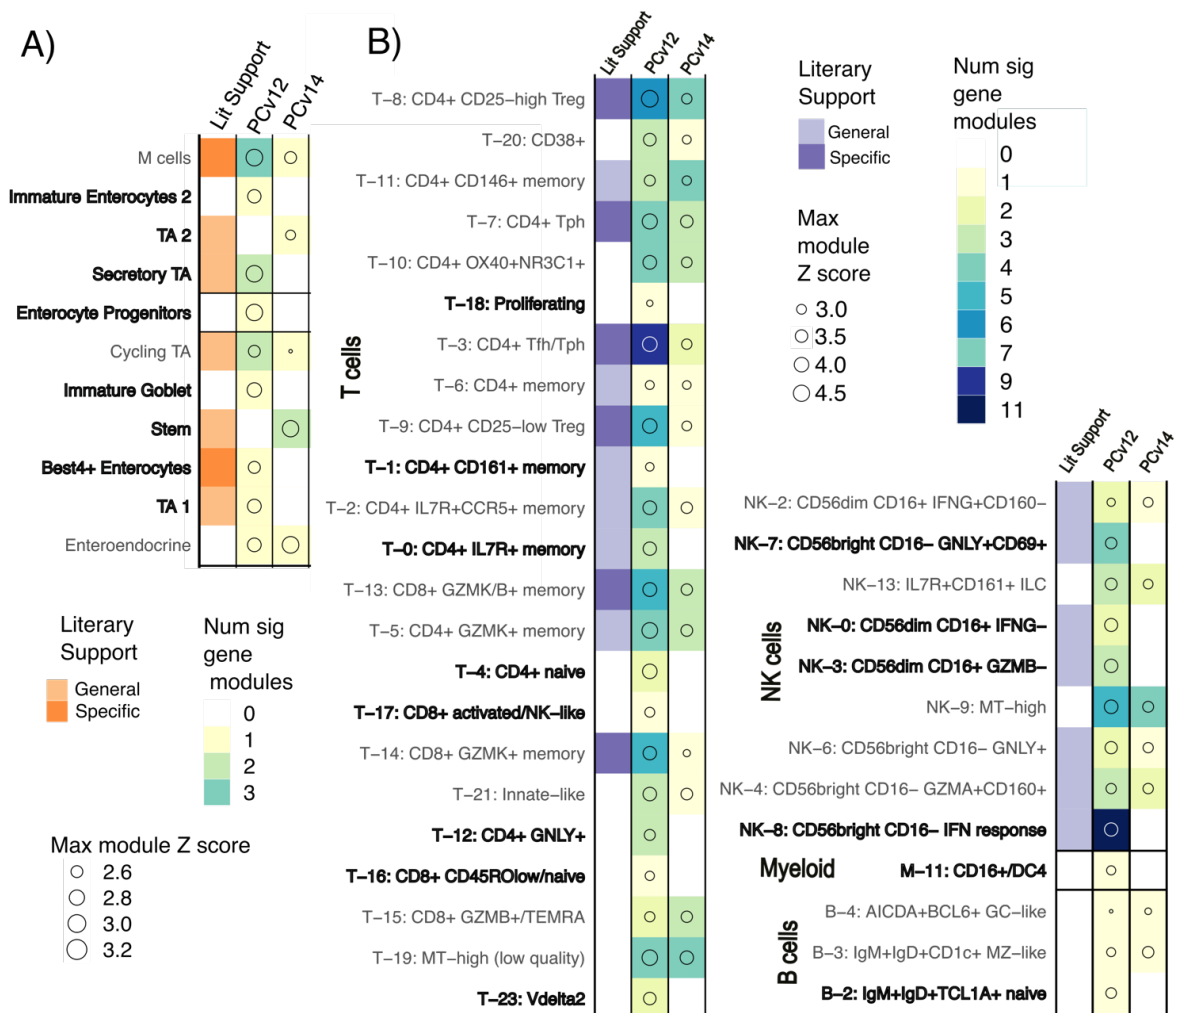 A)
Lit Support
PCv12
PCv14
M cells
Immature Enterocytes 2
TA 2
Secretory TA
Enterocyte Progenitors
Cycling TA
Immature Goblet
Stem
Best4+ Enterocytes
TA 1
Enteroendocrine
Literary
Support
General
Specific
Num sig
gene
modules
0
1
2
3
Max module Z score
2.6
2.8
3.0
3.2
B)
Lit Support
PCv12
PCv14
T cells
T−8: CD4+ CD25−high Treg
T−20: CD38+
T−11: CD4+ CD146+ memory
T−7: CD4+ Tph
T−10: CD4+ OX40+NR3C1+
T−18: Proliferating
T−3: CD4+ Tfh/Tph
T−6: CD4+ memory
T−9: CD4+ CD25−low Treg
T−1: CD4+ CD161+ memory
T−2: CD4+ IL7R+CCR5+ memory
T−0: CD4+ IL7R+ memory
T−13: CD8+ GZMK/B+ memory
T−5: CD4+ GZMK+ memory
T−4: CD4+ naive
T−17: CD8+ activated/NK−like
T−14: CD8+ GZMK+ memory
T−21: Innate−like
T−12: CD4+ GNLY+
T−16: CD8+ CD45ROlow/naive
T−15: CD8+ GZMB+/TEMRA
T−19: MT−high (low quality)
T−23: Vdelta2
Literary
Support
General
Specific
Max
module
Z score
3.0
3.5
4.0
4.5
Num sig
gene
modules
0
1
2
3
4
5
6
7
9
11
Lit Support
PCv12
PCv14
NK cells
NK−2: CD56dim CD16+ IFNG+CD160−
NK−7: CD56bright CD16− GNLY+CD69+
NK−13: IL7R+CD161+ ILC
NK−0: CD56dim CD16+ IFNG−
NK−3: CD56dim CD16+ GZMB−
NK−9: MT−high
NK−6: CD56bright CD16− GNLY+
NK−4: CD56bright CD16− GZMA+CD160+
NK−8: CD56bright CD16− IFN response
Myeloid
M−11: CD16+/DC4
B cells
B−4: AICDA+BCL6+ GC−like
B−3: IgM+IgD+CD1c+ MZ−like
B−2: IgM+IgD+TCL1A+ naive